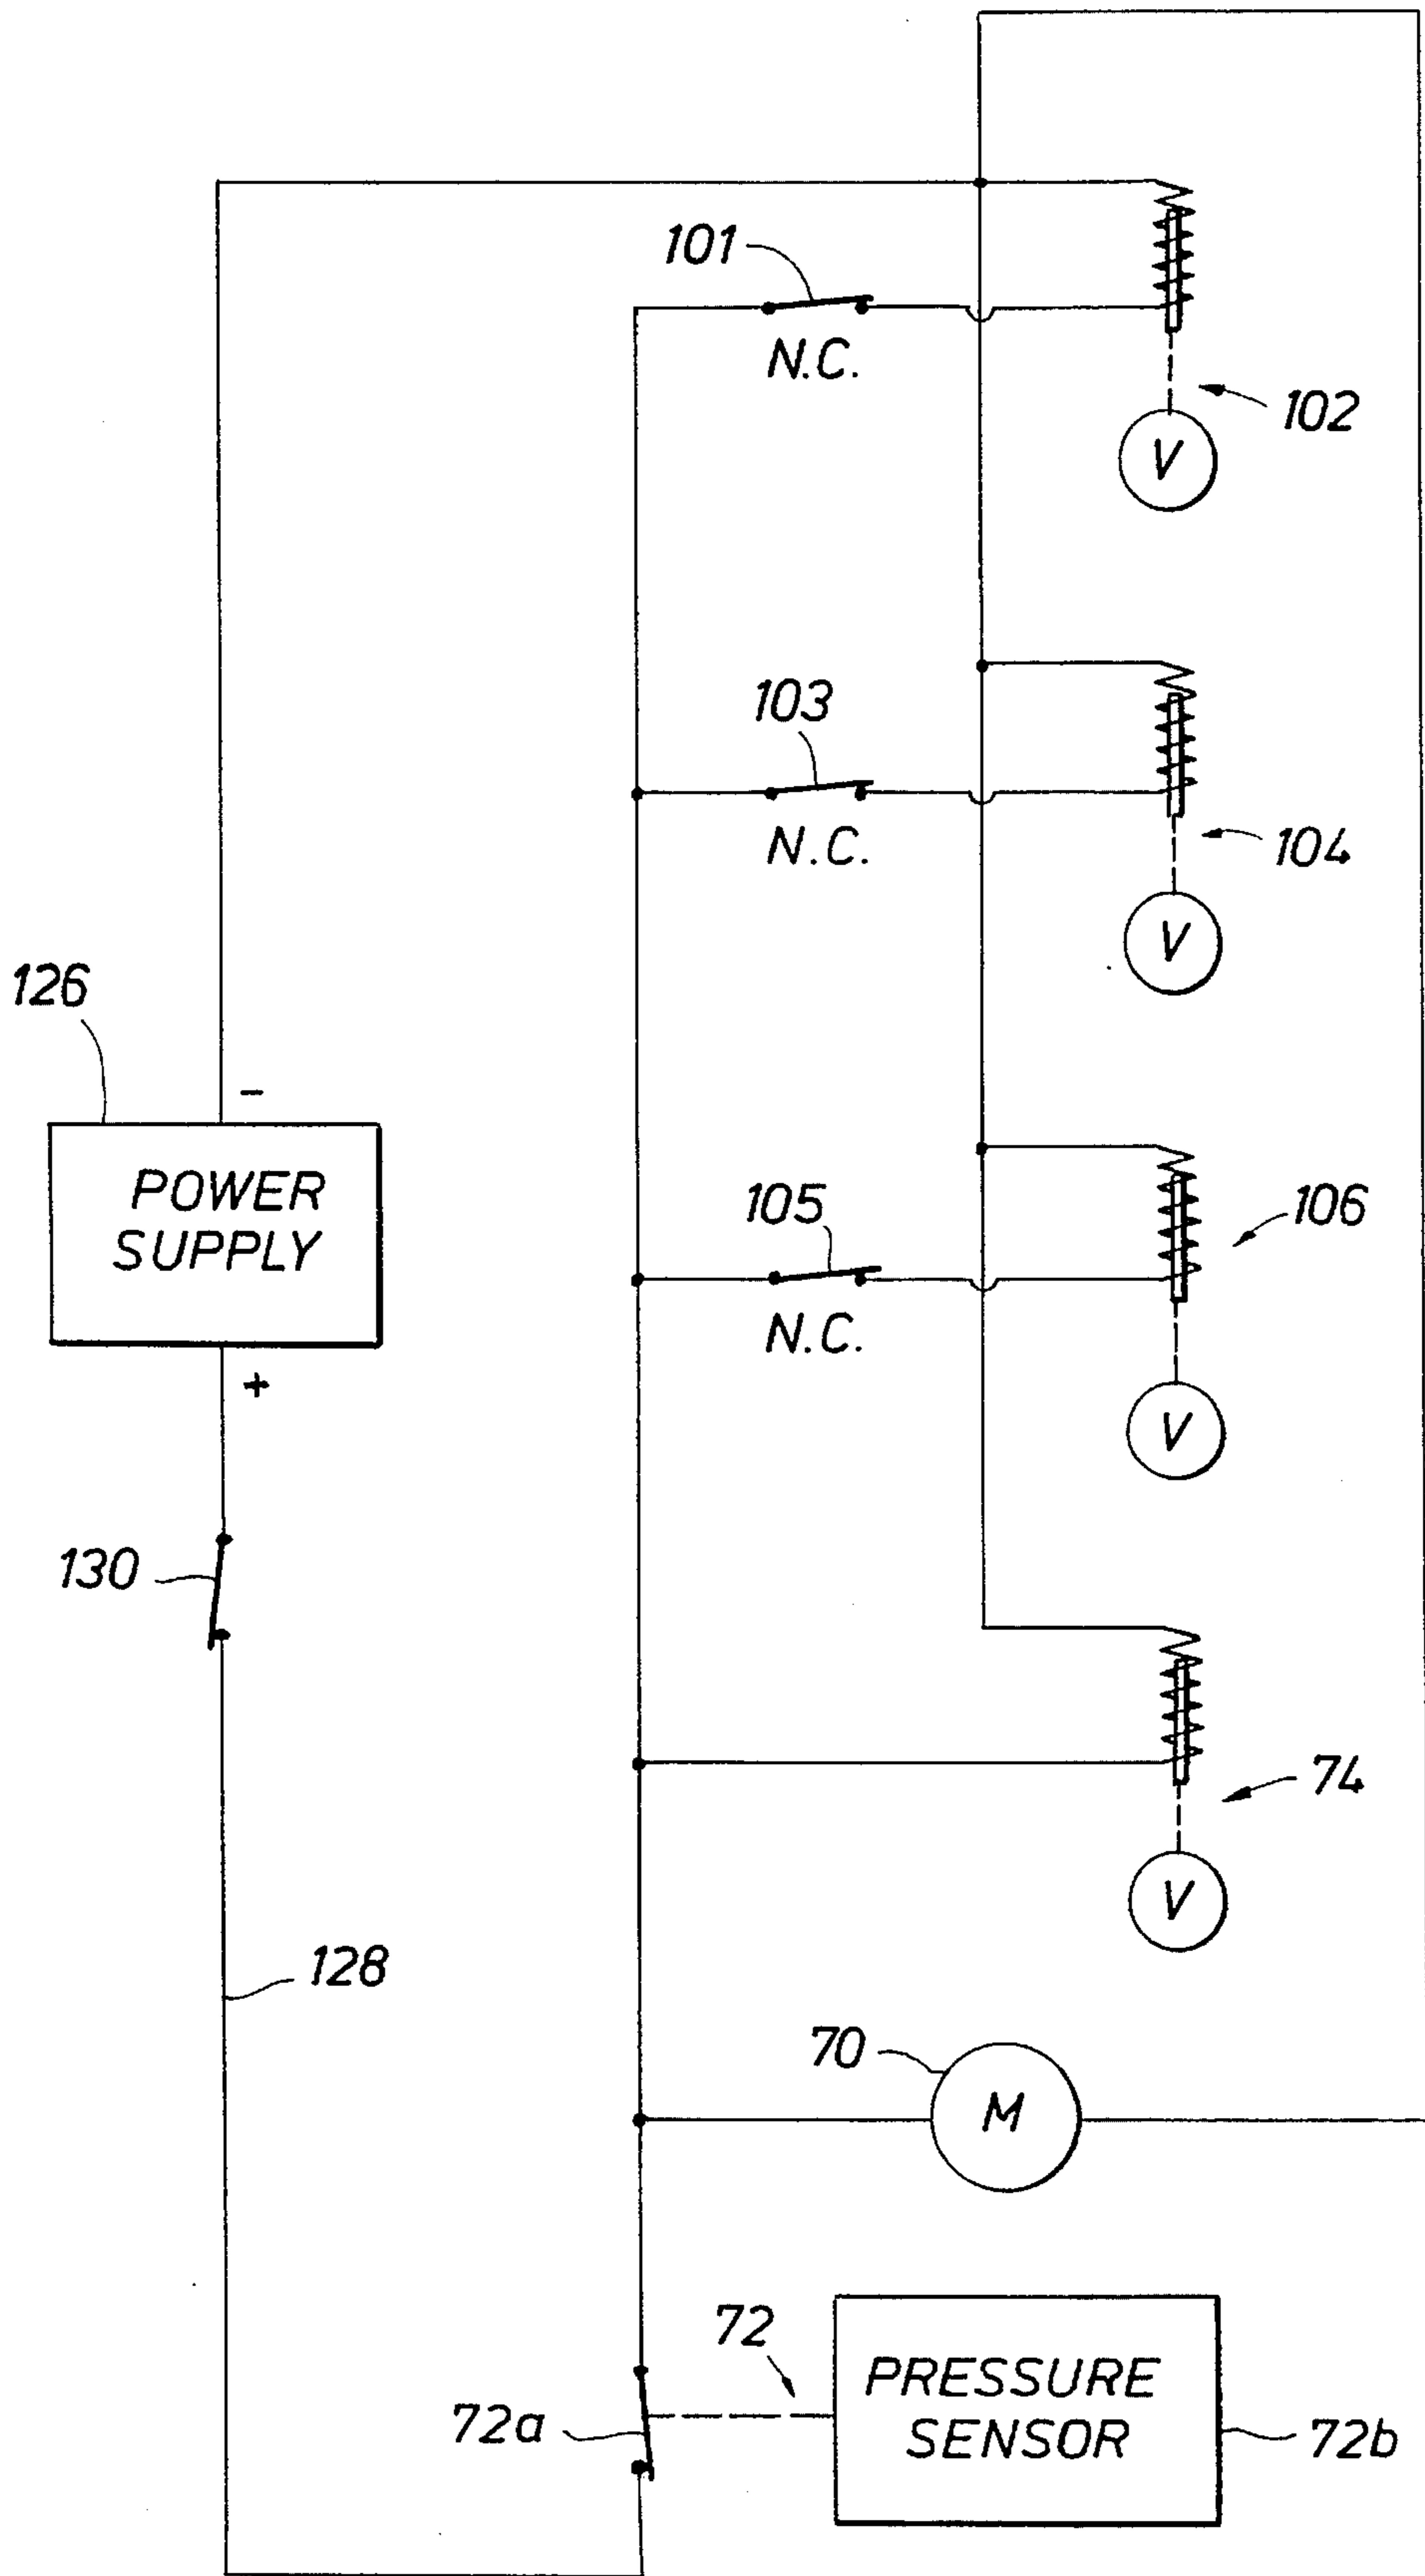 101
N.C.
102
V
103
N.C.
104
V
126
-
POWER
SUPPLY
+
105
N.C.
106
V
130
74
V
128
70
M
72
PRESSURE
SENSOR
72a
72b